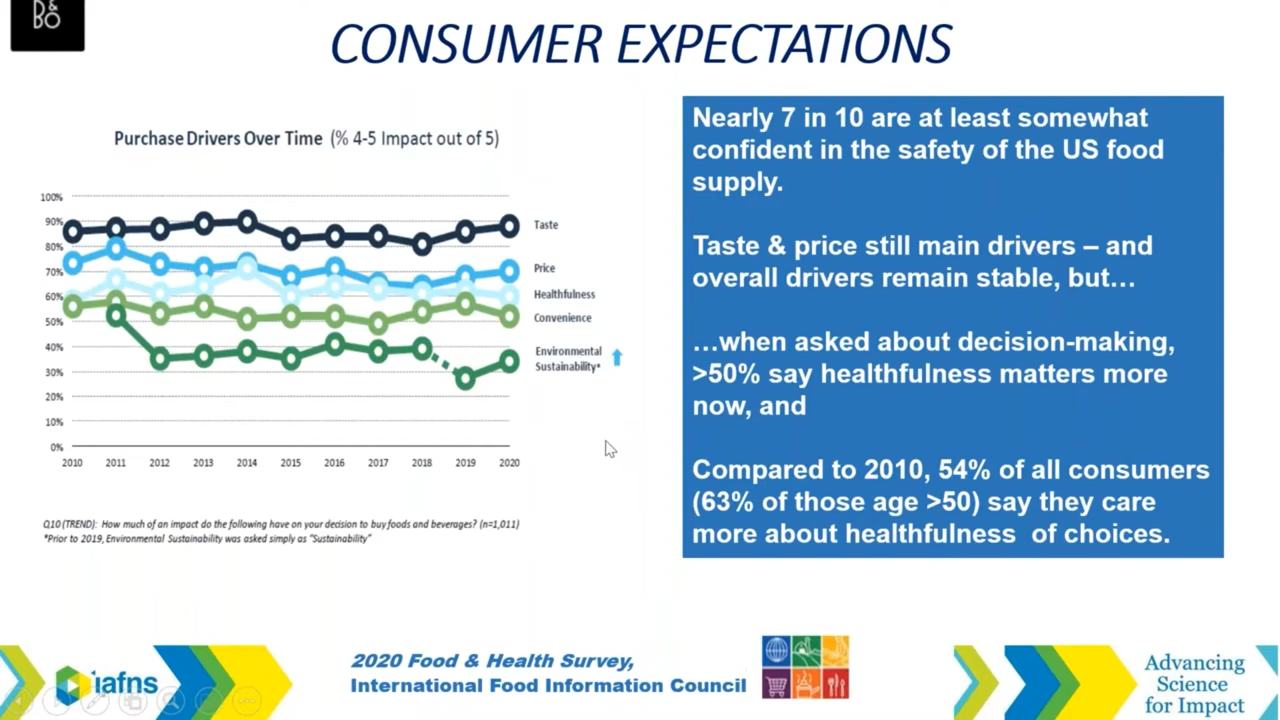 B&O
CONSUMER EXPECTATIONS
Purchase Drivers Over Time (% 4-5 Impact out of 5)
100%
90%
80%
70%
60%
50%
40%
30%
20%
10%
0%
2010 2011 2012 2013 2014 2015 2016 2017 2018 2019 2020
Taste
Price
Healthfulness
Convenience
Environmental
Sustainability*
Q10 (TREND): How much of an impact do the following have on your decision to buy foods and beverages? (n=1,011)
*Prior to 2019, Environmental Sustainability was asked simply as "Sustainability"
Nearly 7 in 10 are at least somewhat
confident in the safety of the US food
supply.
Taste & price still main drivers – and
overall drivers remain stable, but…
…when asked about decision-making,
>50% say healthfulness matters more
now, and
Compared to 2010, 54% of all consumers
(63% of those age >50) say they care
more about healthfulness of choices.
iafns
2020 Food & Health Survey,
International Food Information Council
Advancing
Science
for Impact